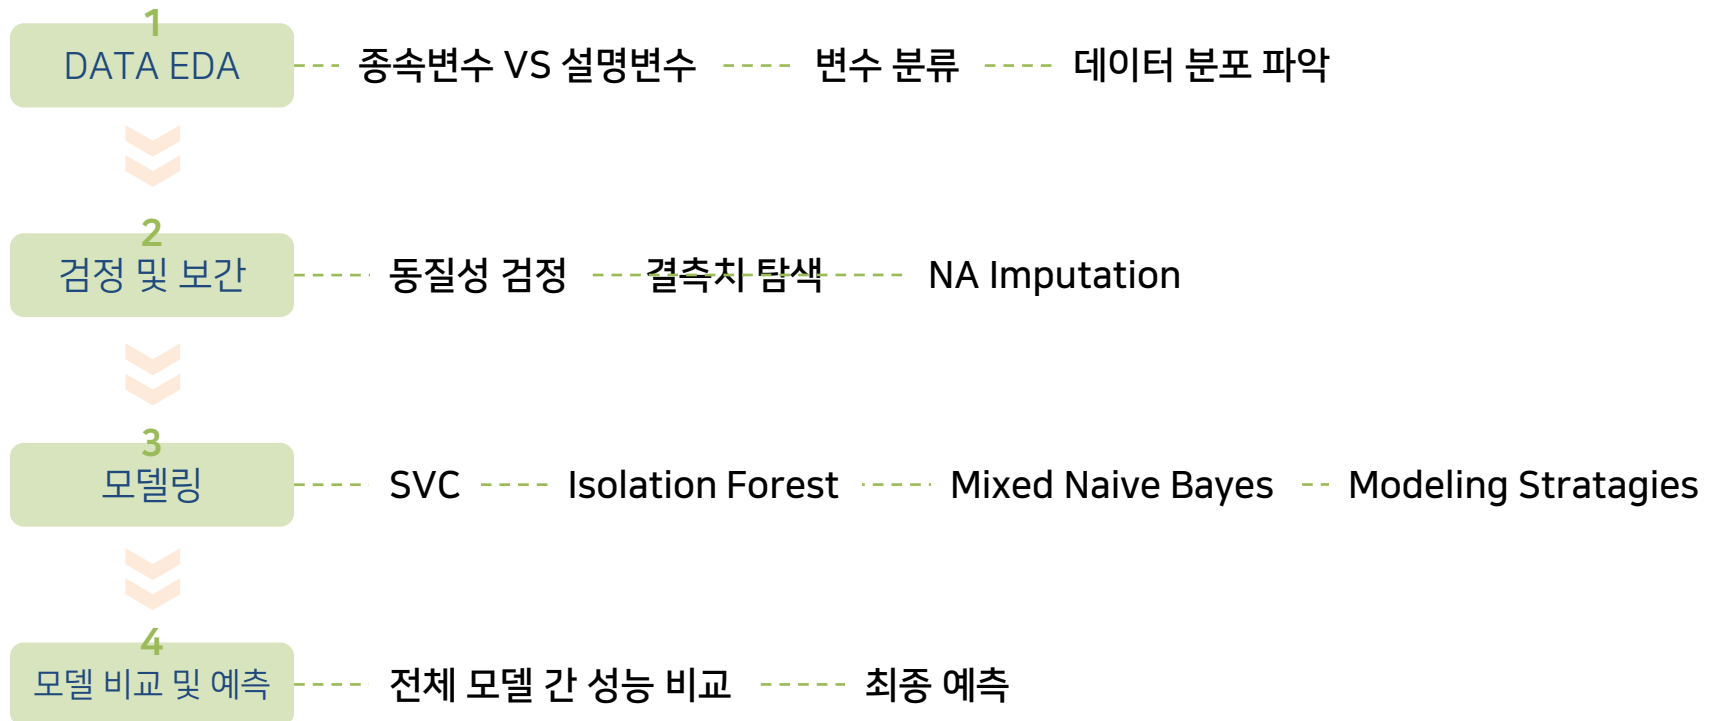 1
DATA EDA 종속변수 VS 설명변수 변수 분류 데이터 분포 파악
2
검정 및 보간 동질성 검정 결측치 탐색 NA Imputation
3
모델링 SVC Isolation Forest Mixed Naive Bayes Modeling Stratagies
4
모델 비교 및 예측 전체 모델 간 성능 비교 최종 예측